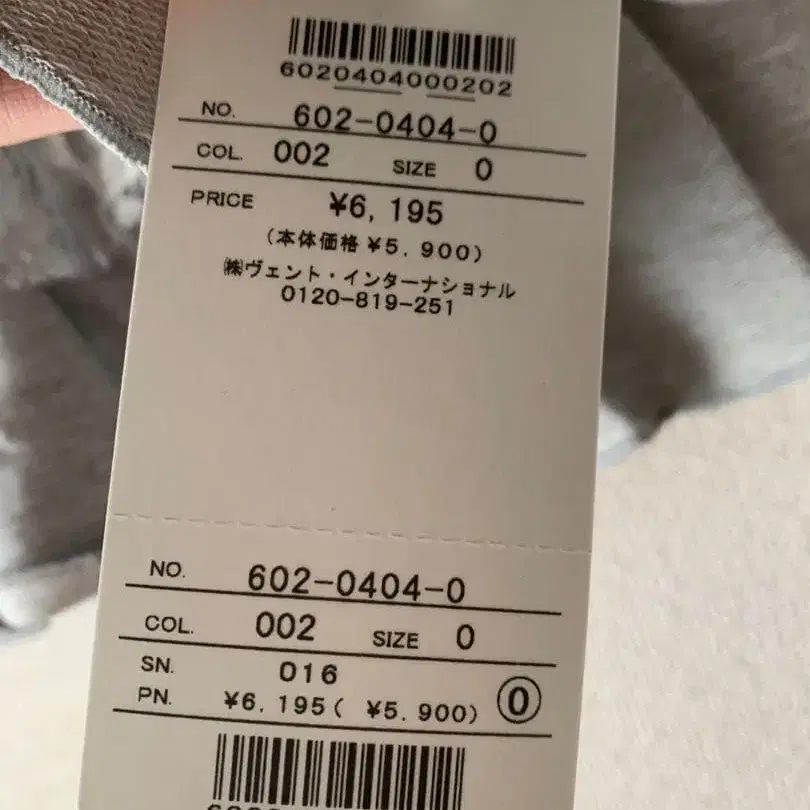 6020404000202
NO. 602-0404-0
COL. 002 SIZE 0
PRICE ¥6,195
(本体価格¥5,900)
㈱ヴェント・インターナショナル
0120-819-251
NO. 602-0404-0
COL. 002 SIZE 0
SN. 016
PN. ¥6,195( ¥5,900) ⓪